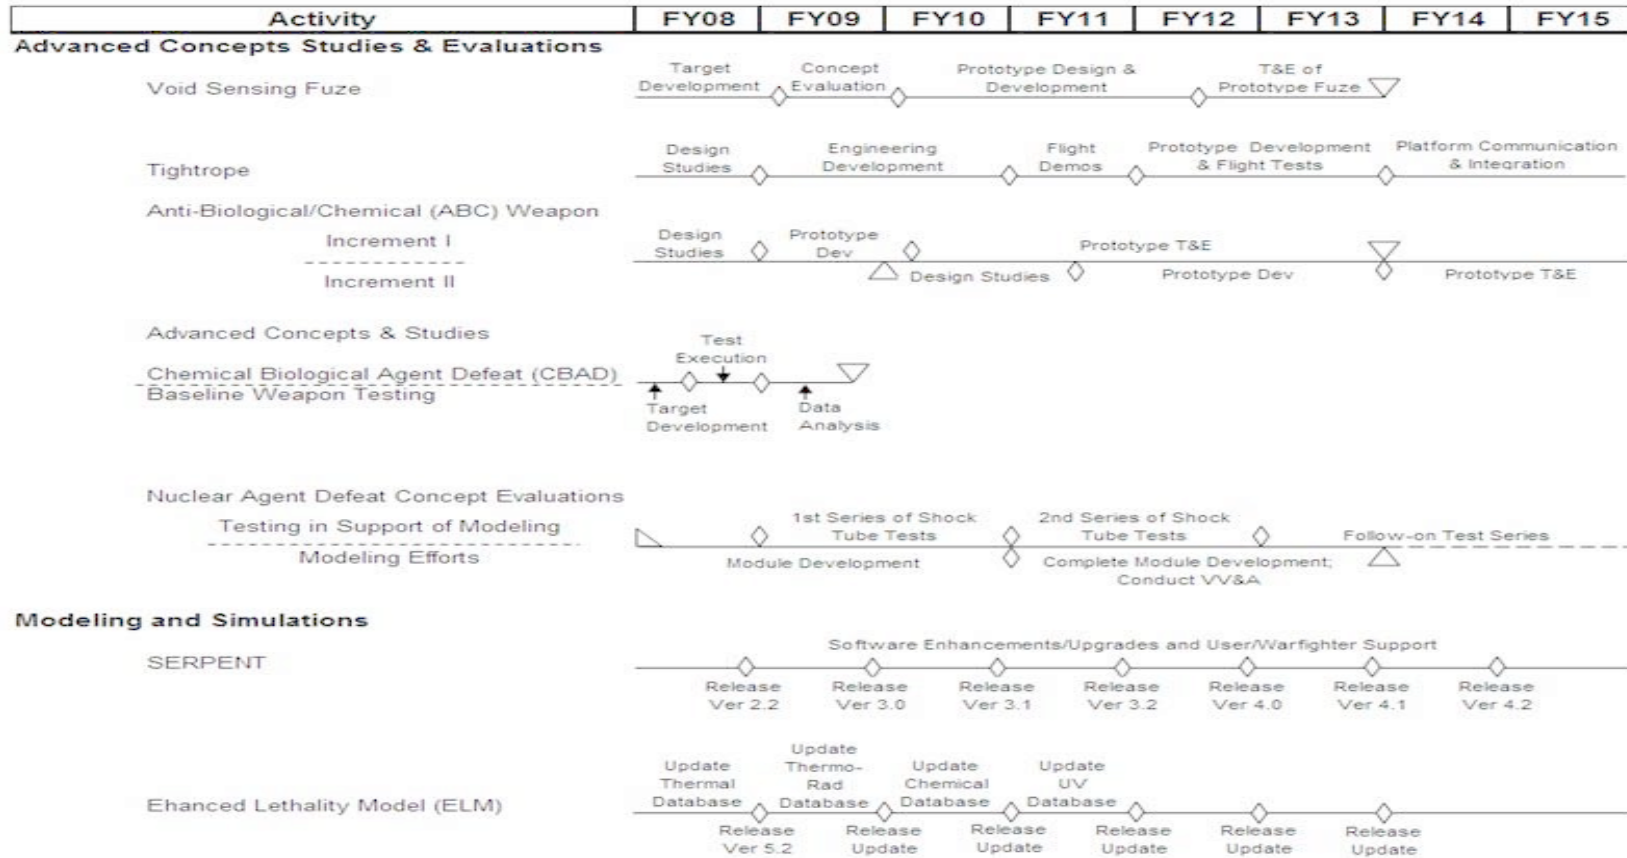 Activity FY08 FY09 FY10 FY11 FY12 FY13 FY14 FY15
Advanced Concepts Studies & Evaluations
Void Sensing Fuze
Target
Development
Concept
Evaluation
Prototype Design &
Development
T&E of
Prototype Fuze
Tightrope
Design
Studies
Engineering
Development
Flight
Demos
Prototype Development
& Flight Tests
Platform Communication
& Integration
Anti-Biological/Chemical (ABC) Weapon
Increment I
Design
Studies
Prototype
Dev
Prototype T&E
Increment II
Design Studies
Prototype Dev
Prototype T&E
Advanced Concepts & Studies
Chemical Biological Agent Defeat (CBAD)
Baseline Weapon Testing
Test
Execution
Target
Development
Data
Analysis
Nuclear Agent Defeat Concept Evaluations
Testing in Support of Modeling
1st Series of Shock
Tube Tests
2nd Series of Shock
Tube Tests
Follow-on Test Series
Modeling Efforts
Module Development
Complete Module Development;
Conduct VV&A
Modeling and Simulations
SERPENT
Software Enhancements/Upgrades and User/Warfighter Support
Release
Ver 2.2
Release
Ver 3.0
Release
Ver 3.1
Release
Ver 3.2
Release
Ver 4.0
Release
Ver 4.1
Release
Ver 4.2
Ehanced Lethality Model (ELM)
Update
Thermal
Database
Update
Thermo-
Rad
Database
Update
Chemical
Database
Update
UV
Database
Release
Ver 5.2
Release
Update
Release
Update
Release
Update
Release
Update
Release
Update